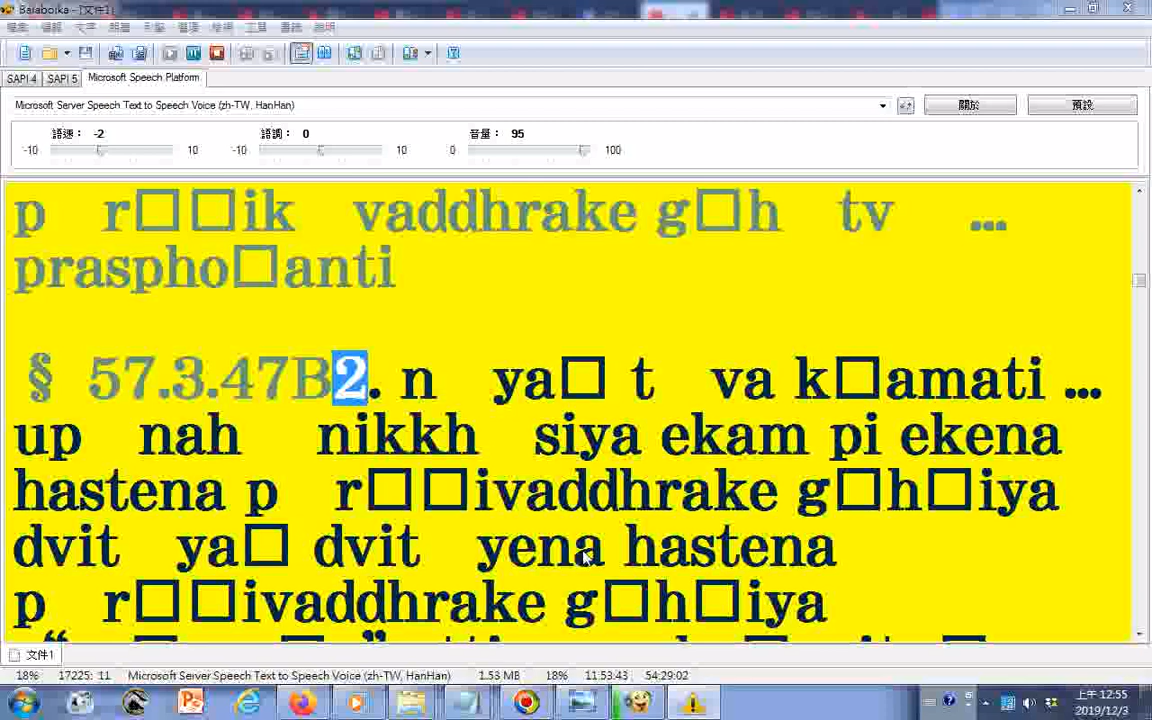 Balabolka - [文件1]
SAPI 4 SAPI 5 Microsoft Speech Platform
Microsoft Server Speech Text to Speech Voice (zh-TW, HanHan) 關於 預設
語速： -2 語調： 0 音量： 95
-10 10 -10 10 0 100
p r□□ik vaddhrake g□h tv ...
praspho□anti
§ 57.3.47B2. n ya□ t va k□amati ...
up nah nikkh siya ekam pi ekena
hastena p r□□ivaddhrake g□h□iya
dvit ya□ dvit yena hastena
p r□□ivaddhrake g□h□iya
文件1
18% 17225: 11 Microsoft Server Speech Text to Speech Voice (zh-TW, HanHan) 1.53 MB 18% 11:53.43 54:29:02
上午 12:55
2019/12/3